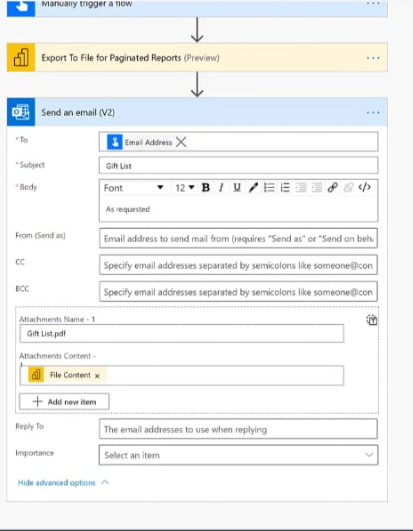 Manually trigger a flow
Export To File for Paginated Reports (Preview)
Send an email (V2)
* To
Email Address
* Subject
Gift List
* Body
Font
12
B I U
</>
As requested
From (Send as)
Email address to send mail from (requires "Send as" or "Send on beha
CC
Specify email addresses separated by semicolons like someone@con
BCC
Specify email addresses separated by semicolons like someone@con
Attachments Name - 1
Gift List.pdf
Attachments Content -
1
File Content x
+ Add new item
Reply To
The email addresses to use when replying
Importance
Select an item
Hide advanced options